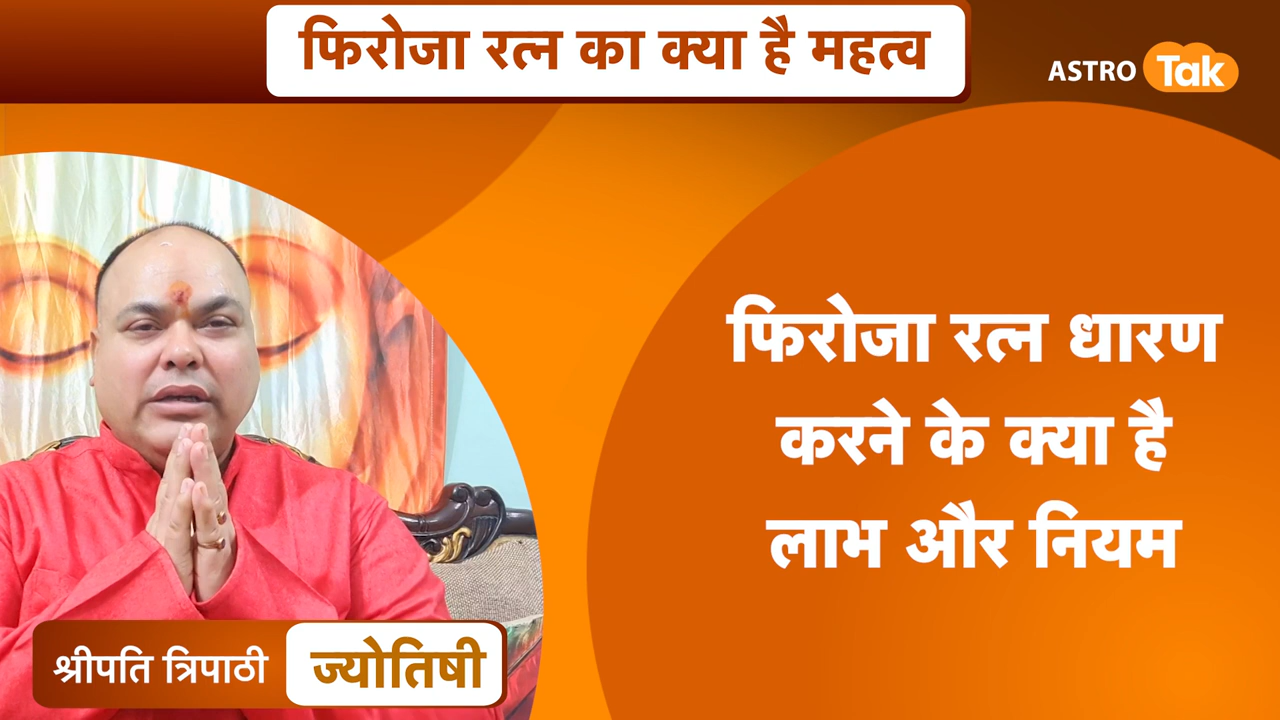 फिरोजा रत्न का क्या है महत्व
ASTRO Tak
फिरोजा रत्न धारण
करने के क्या है
लाभ और नियम
श्रीपति त्रिपाठी ज्योतिषी